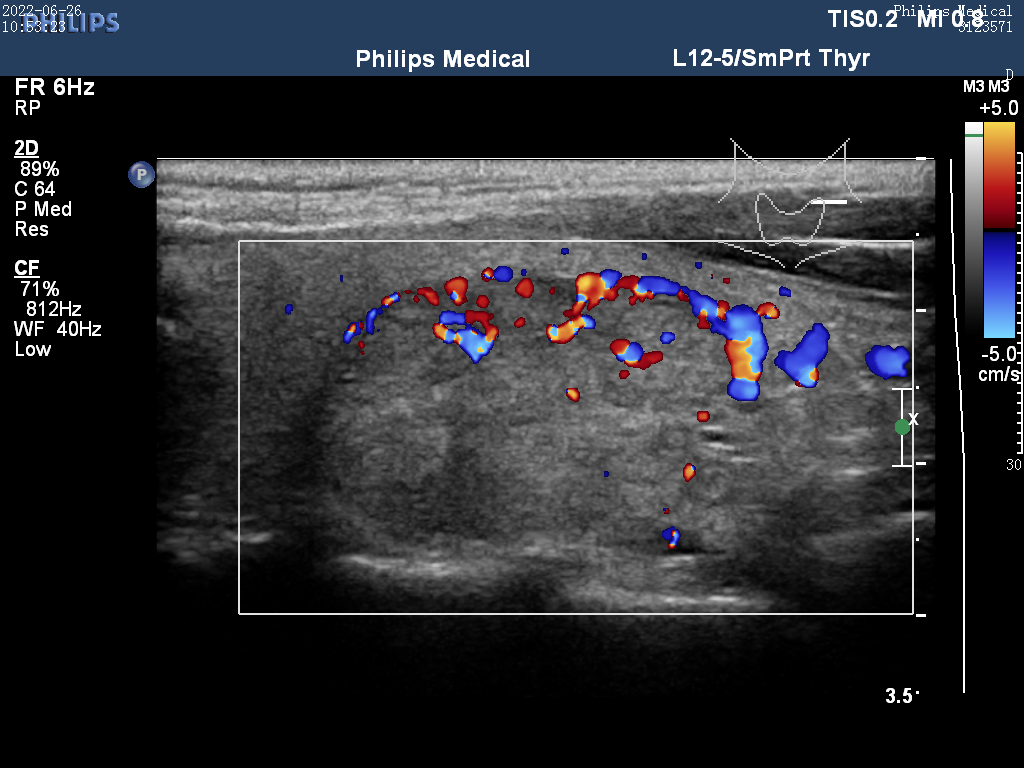 2022-06-26
10:53:23
PHILIPS
TIS0.2 MI 0.8
Philips Medical
Philips Medical
L12-5/SmPrt Thyr
FR 6Hz
RP
D
M3 M3
+5.0
2D
89%
C 64
P Med
Res
P
CF
71%
812Hz
WF 40Hz
Low
-5.0
cm/s
X
30
3.5